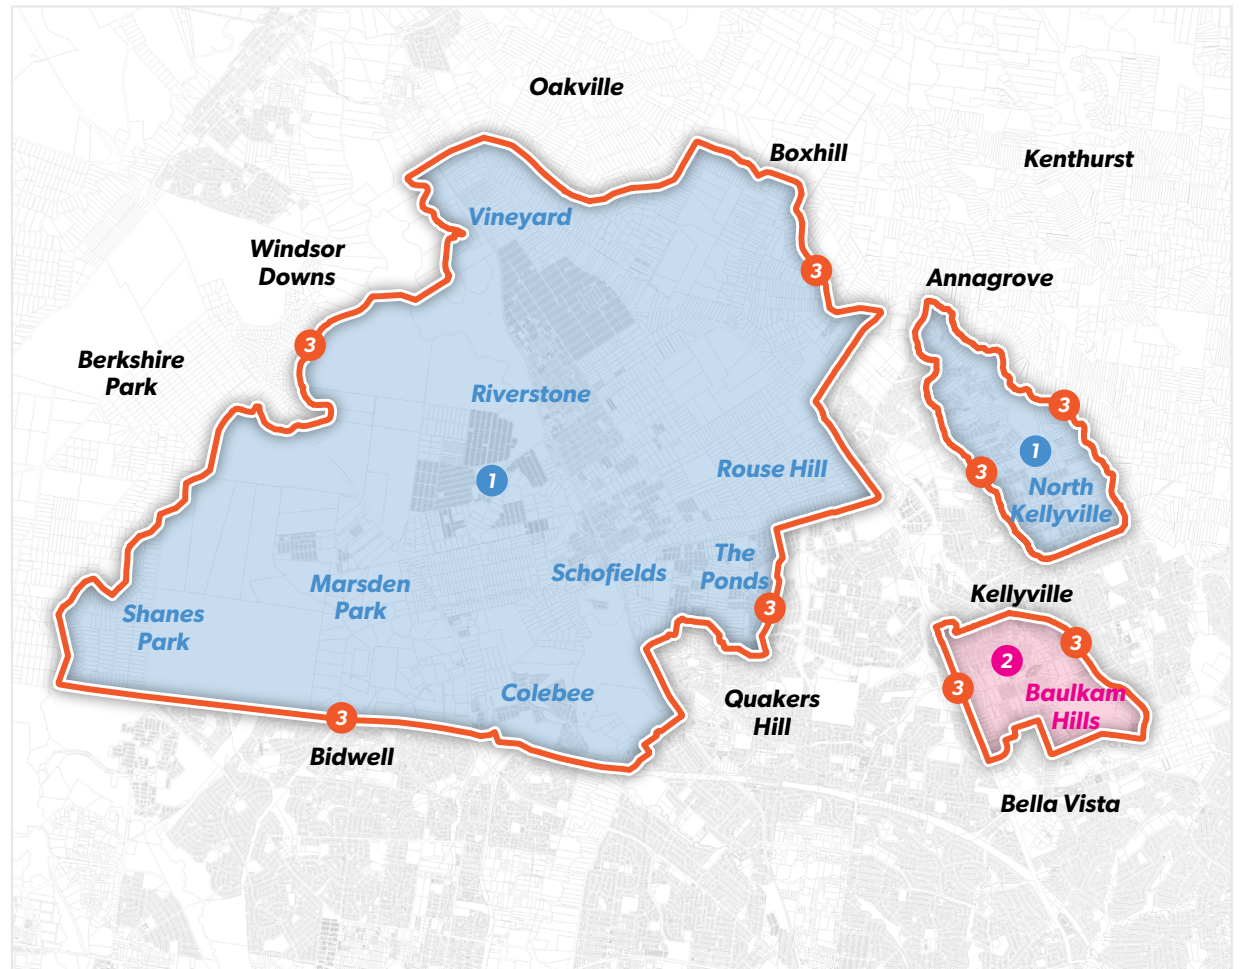 Oakville
Boxhill
Kenthurst
Vineyard
Windsor
Downs
3
Annagrove
3
Berkshire
Park
Riverstone
3
1
Rouse Hill
3
1
North
Kellyville
The
Ponds
Schofields
Marsden
Park
Shanes
Park
3
Kellyville
3
2
3
Baulkam
Hills
Colebee
Quakers
Hill
3
Bidwell
Bella Vista